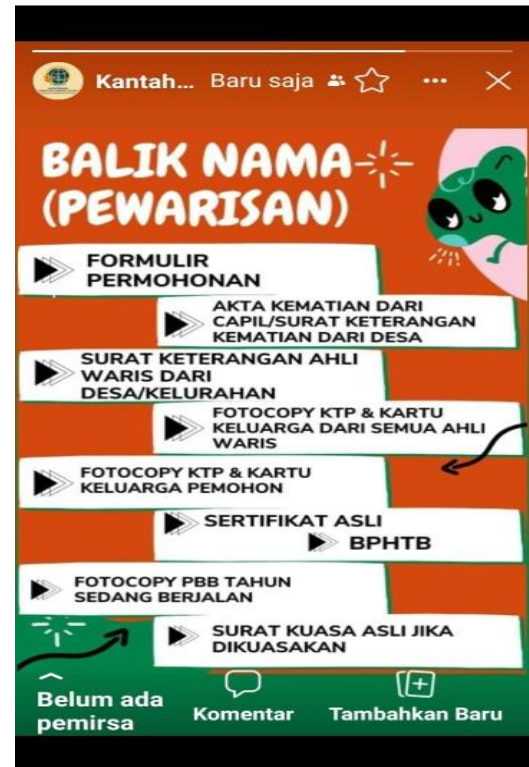 Kantah... Baru saja
BALIK NAMA
(PEWARISAN)
FORMULIR
PERMOHONAN
AKTA KEMATIAN DARI
CAPIL/SURAT KETERANGAN
KEMATIAN DARI DESA
SURAT KETERANGAN AHLI
WARIS DARI
DESA/KELURAHAN
FOTOCOPY KTP & KARTU
KELUARGA DARI SEMUA AHLI
WARIS
FOTOCOPY KTP & KARTU
KELUARGA PEMOHON
SERTIFIKAT ASLI
BPHTB
FOTOCOPY PBB TAHUN
SEDANG BERJALAN
SURAT KUASA ASLI JIKA
DIKUASAKAN
Belum ada
pemirsa
Komentar
Tambahkan Baru